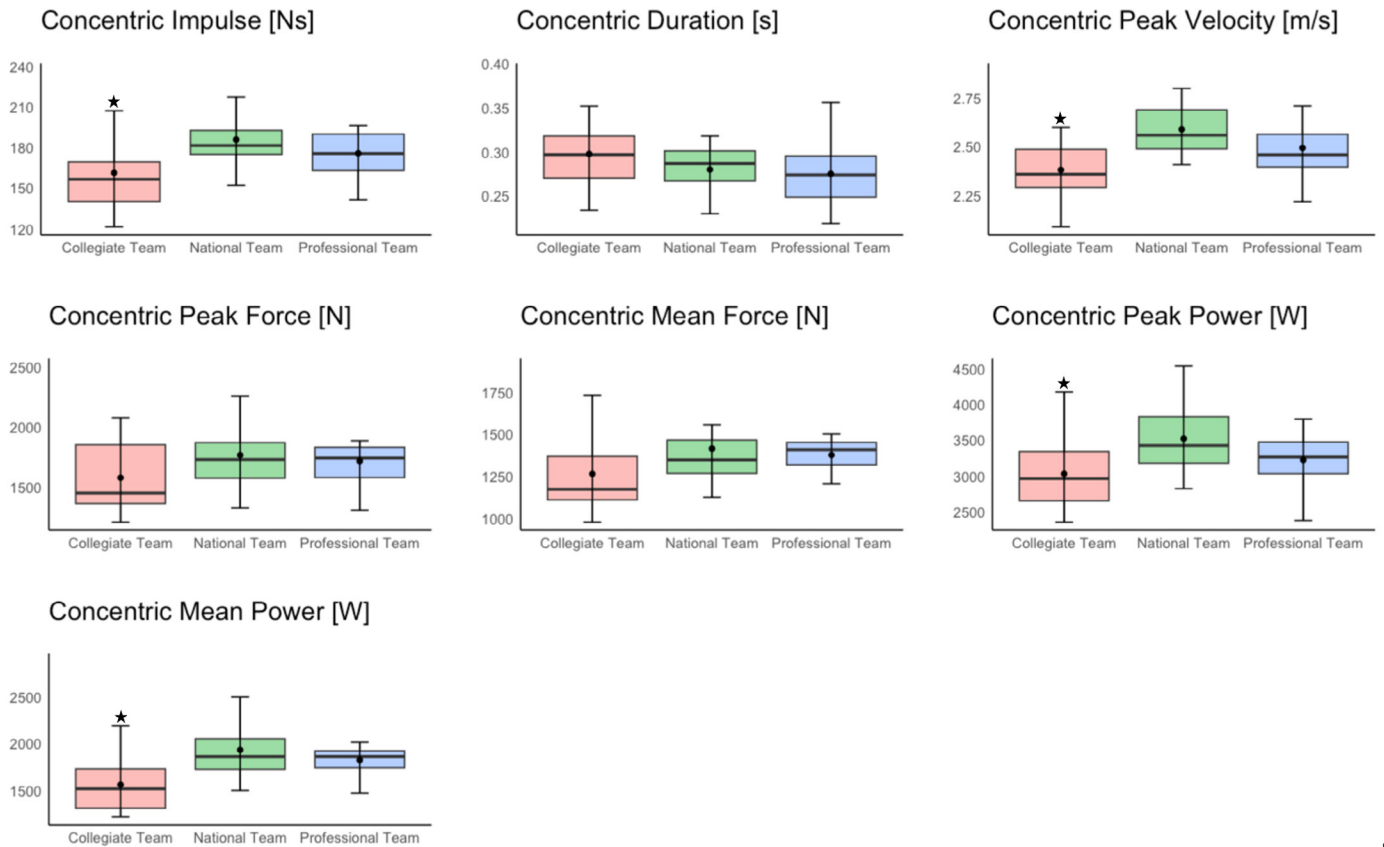 Concentric Impulse [Ns]
Concentric Duration [s]
Concentric Peak Velocity [m/s]
240
210
180
150
120
Collegiate Team
National Team
Professional Team
0.40
0.35
0.30
0.25
Collegiate Team
National Team
Professional Team
2.75
2.50
2.25
Collegiate Team
National Team
Professional Team
Concentric Peak Force [N]
Concentric Mean Force [N]
Concentric Peak Power [W]
2500
2000
1500
Collegiate Team
National Team
Professional Team
1750
1500
1250
1000
Collegiate Team
National Team
Professional Team
4500
4000
3500
3000
2500
Collegiate Team
National Team
Professional Team
Concentric Mean Power [W]
2500
2000
1500
Collegiate Team
National Team
Professional Team